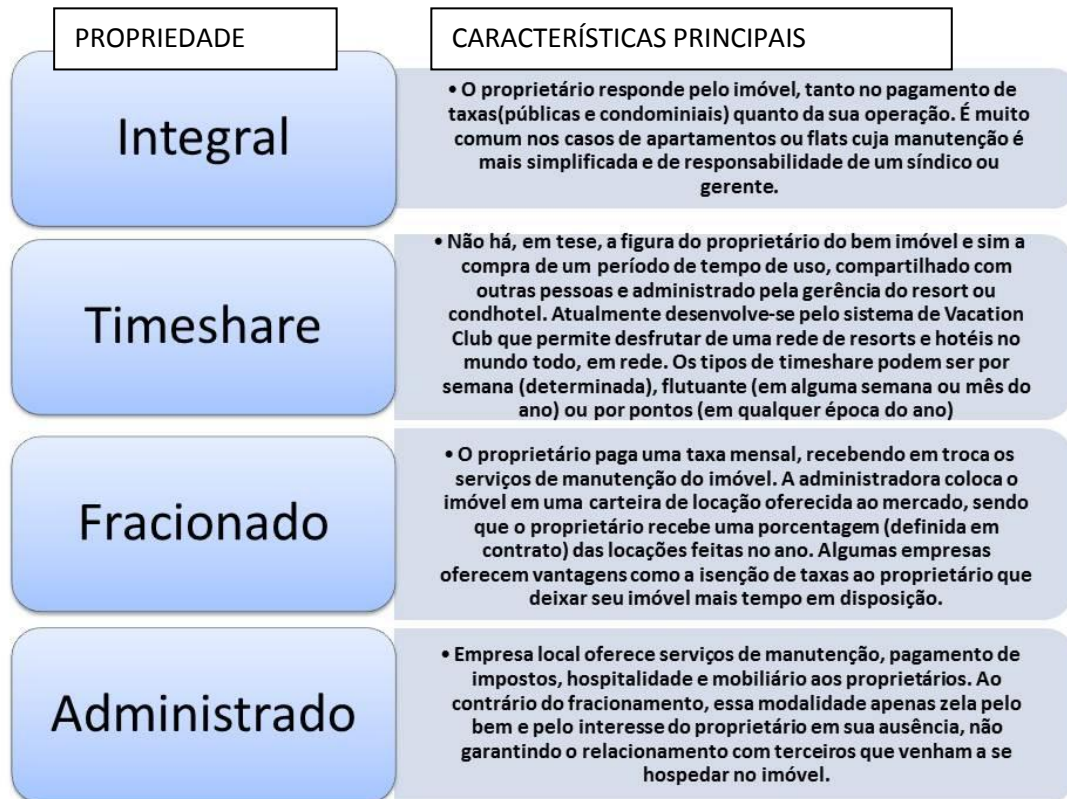 PROPRIEDADE
CARACTERÍSTICAS PRINCIPAIS
Integral
• O proprietário responde pelo imóvel, tanto no pagamento de
taxas(públicas e condominiais) quanto da sua operação. É muito
comum nos casos de apartamentos ou flats cuja manutenção é
mais simplificada e de responsabilidade de um síndico ou
gerente.
Timeshare
• Não há, em tese, a figura do proprietário do bem imóvel e sim a
compra de um período de tempo de uso, compartilhado com
outras pessoas e administrado pela gerência do resort ou
condhotel. Atualmente desenvolve-se pelo sistema de Vacation
Club que permite desfrutar de uma rede de resorts e hotéis no
mundo todo, em rede. Os tipos de timeshare podem ser por
semana (determinada), flutuante (em alguma semana ou mês do
ano) ou por pontos (em qualquer época do ano)
Fracionado
• O proprietário paga uma taxa mensal, recebendo em troca os
serviços de manutenção do imóvel. A administradora coloca o
imóvel em uma carteira de locação oferecida ao mercado, sendo
que o proprietário recebe uma porcentagem (definida em
contrato) das locações feitas no ano. Algumas empresas
oferecem vantagens como a isenção de taxas ao proprietário que
deixar seu imóvel mais tempo em disposição.
Administrado
• Empresa local oferece serviços de manutenção, pagamento de
impostos, hospitalidade e mobiliário aos proprietários. Ao
contrário do fracionamento, essa modalidade apenas zela pelo
bem e pelo interesse do proprietário em sua ausência, não
garantindo o relacionamento com terceiros que venham a se
hospedar no imóvel.